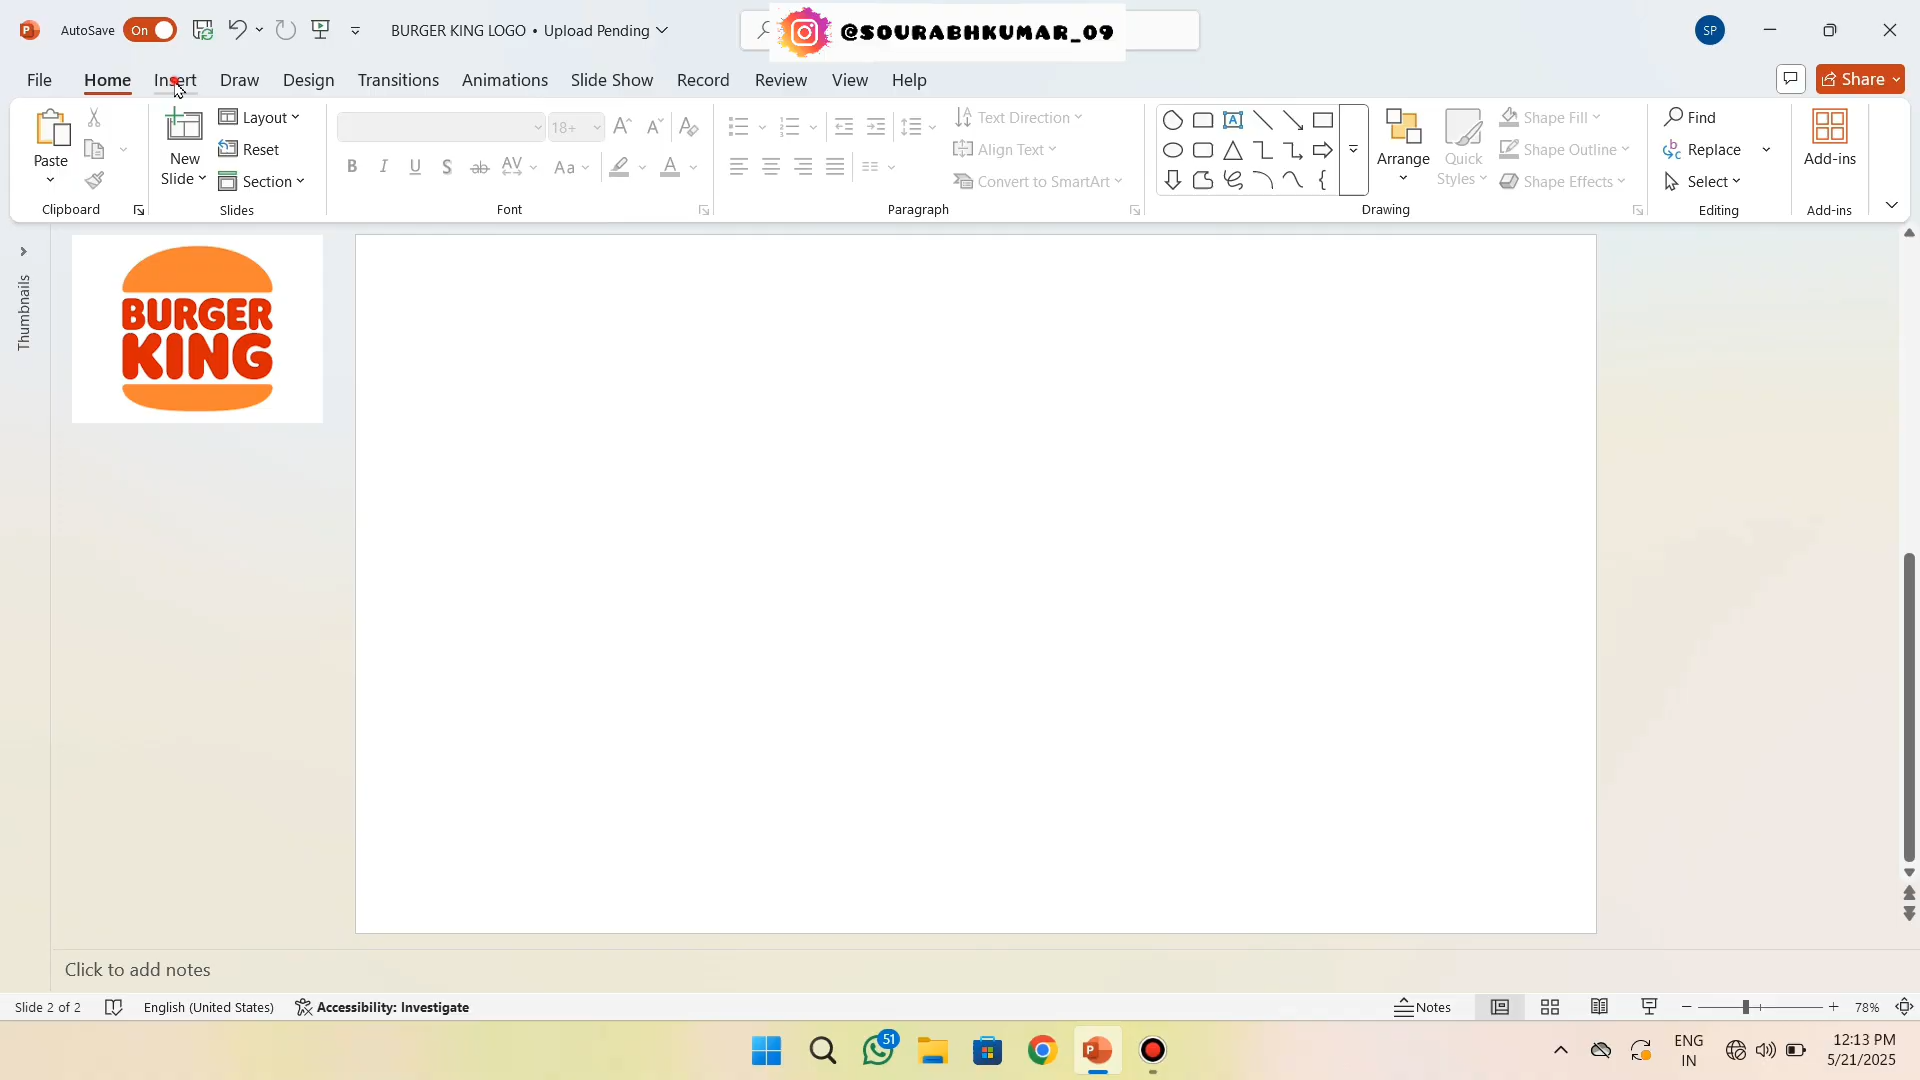 AutoSave On BURGER KING LOGO • Upload Pending @SOURABHKUMAR_09 SP
File Home Insert Draw Design Transitions Animations Slide Show Record Review View Help Share
Paste
New Slide
Layout
Reset
Section
18+
B I U S ab AV Aa A
Text Direction
Align Text
Convert to SmartArt
Arrange
Quick Styles
Shape Fill
Shape Outline
Shape Effects
Find
Replace
Select
Add-ins
Clipboard Slides Font Paragraph Drawing Editing Add-ins
Thumbnails
BURGER
KING
Click to add notes
Slide 2 of 2 English (United States) Accessibility: Investigate Notes 78%
51
ENG
IN
12:13 PM
5/21/2025